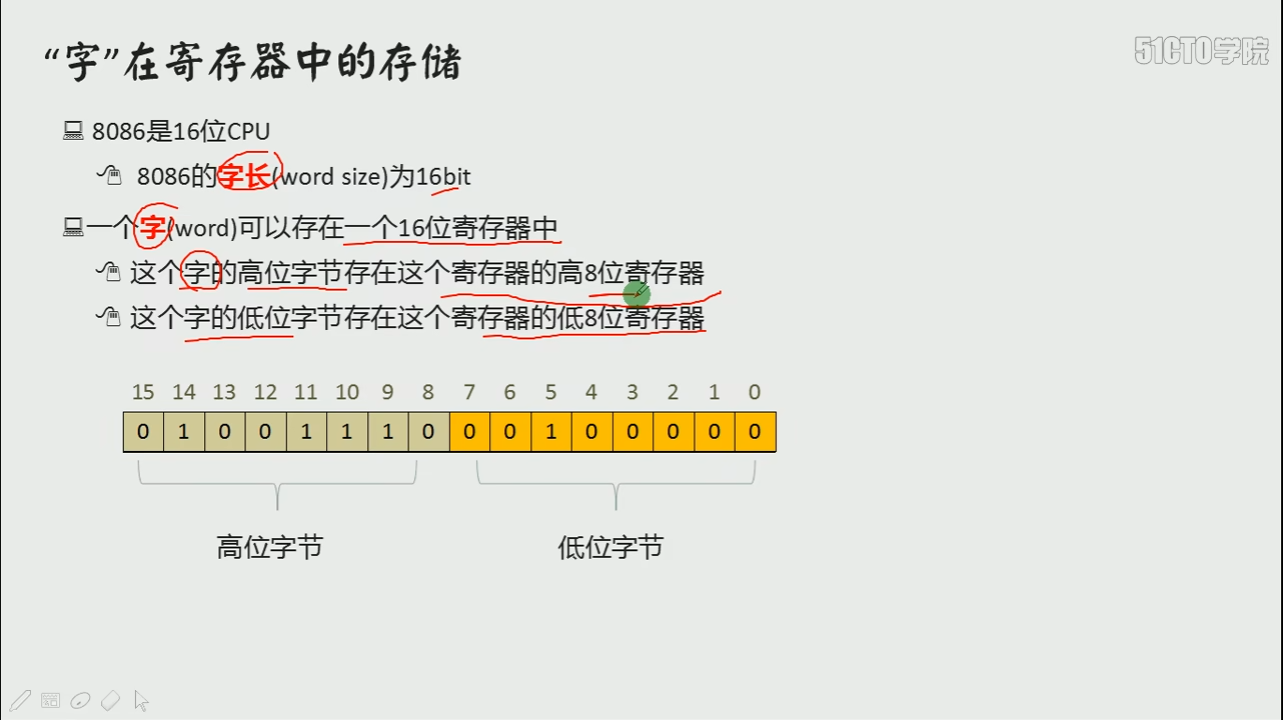 “字”在寄存器中的存储
51CTO学院
8086是16位CPU
8086的字长(word size)为16bit
一个字(word)可以存在一个16位寄存器中
这个字的高位字节存在这个寄存器的高8位寄存器
这个字的低位字节存在这个寄存器的低8位寄存器
15 14 13 12 11 10 9 8 7 6 5 4 3 2 1 0
0 1 0 0 1 1 1 0 0 0 1 0 0 0 0 0
高位字节 低位字节